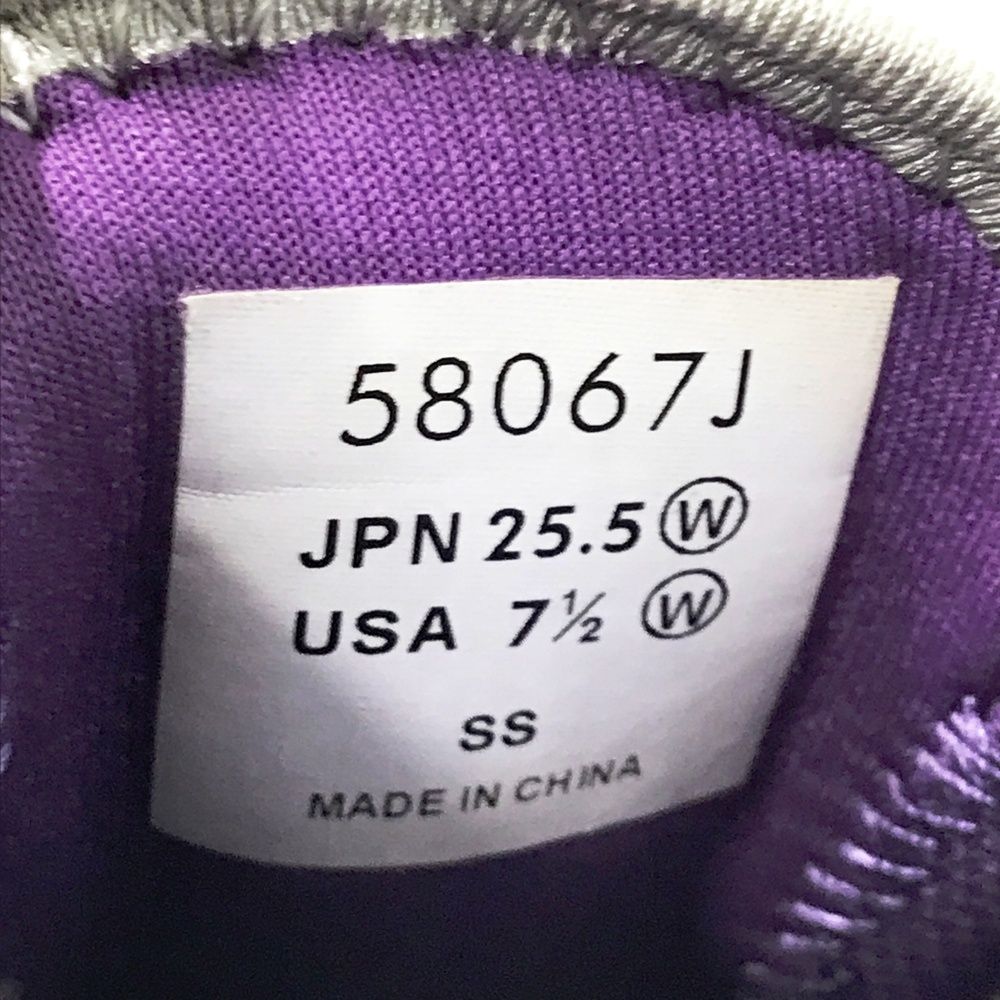 58067J
JPN 25.5 Ⓦ
USA 7½ Ⓦ
SS
MADE IN CHINA